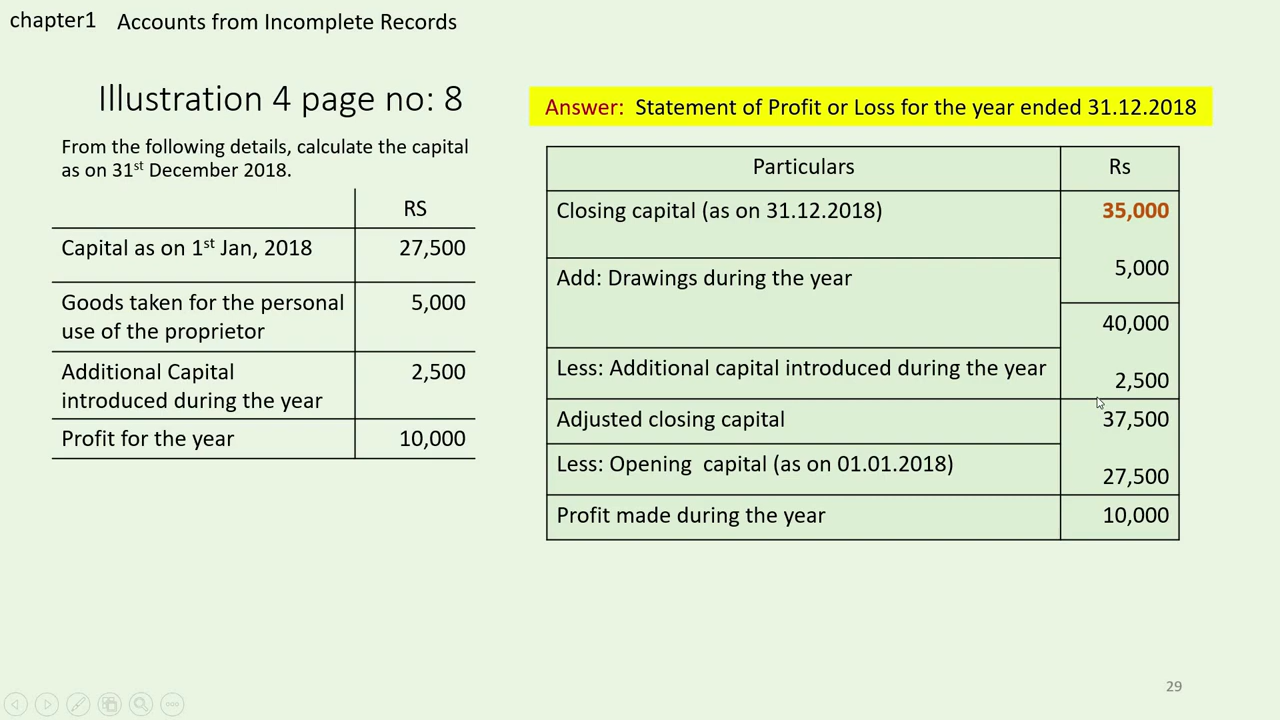 chapter1 Accounts from Incomplete Records
Illustration 4 page no: 8
From the following details, calculate the capital
as on 31st December 2018.
RS
Capital as on 1st Jan, 2018 27,500
Goods taken for the personal 5,000
use of the proprietor
Additional Capital 2,500
introduced during the year
Profit for the year 10,000
Answer: Statement of Profit or Loss for the year ended 31.12.2018
Particulars Rs
Closing capital (as on 31.12.2018) 35,000
Add: Drawings during the year 5,000
40,000
Less: Additional capital introduced during the year 2,500
Adjusted closing capital 37,500
Less: Opening capital (as on 01.01.2018) 27,500
Profit made during the year 10,000
29